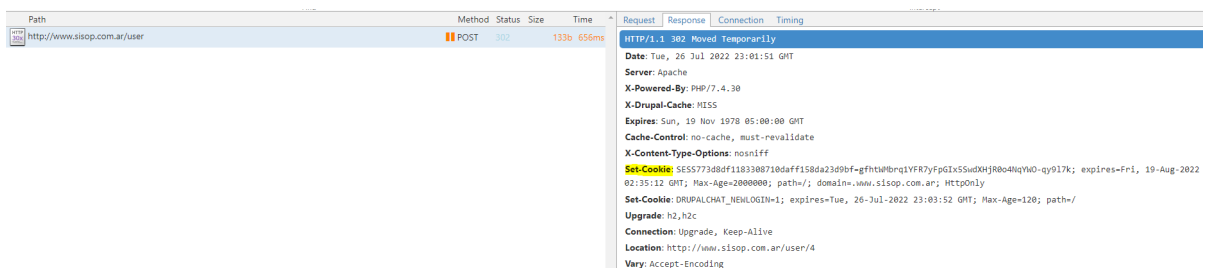 Path Method Status Size Time
HTTP 30x http://www.sisop.com.ar/user POST 302 133b 656ms
Request Response Connection Timing
HTTP/1.1 302 Moved Temporarily
Date: Tue, 26 Jul 2022 23:01:51 GMT
Server: Apache
X-Powered-By: PHP/7.4.30
X-Drupal-Cache: MISS
Expires: Sun, 19 Nov 1978 05:00:00 GMT
Cache-Control: no-cache, must-revalidate
X-Content-Type-Options: nosniff
Set-Cookie: SESS773d8df1183308710daff158da23d9bf=gfhtWMbrq1YFR7yFpGIx5SwdXHjR0o4NqYWO-qy9l7k; expires=Fri, 19-Aug-2022
02:35:12 GMT; Max-Age=2000000; path=/; domain=.www.sisop.com.ar; HttpOnly
Set-Cookie: DRUPALCHAT_NEWLOGIN=1; expires=Tue, 26-Jul-2022 23:03:52 GMT; Max-Age=120; path=/
Upgrade: h2,h2c
Connection: Upgrade, Keep-Alive
Location: http://www.sisop.com.ar/user/4
Vary: Accept-Encoding